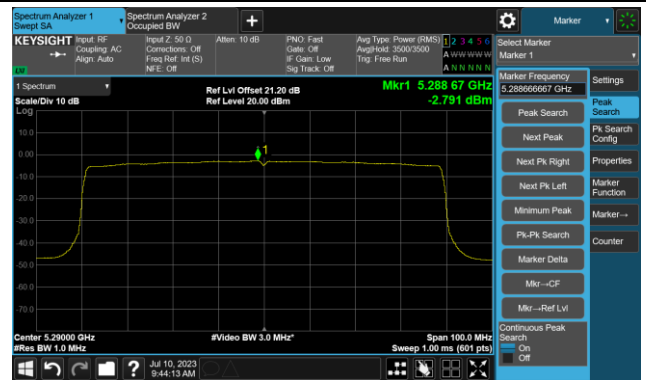 Spectrum Analyzer 1
Swept SA
Spectrum Analyzer 2
Occupied BW
Marker
KEYSIGHT
Input: RF
Coupling: AC
Align: Auto
Input Z: 50 Ω
Corrections: Off
Freq Ref: Int (S)
NFE: Off
Atten: 10 dB
PNO: Fast
Gate: Off
IF Gain: Low
Sig Track: Off
Avg Type: Power (RMS)
Avg|Hold: 3500/3500
Trig: Free Run
1 2 3 4 5 6
A W W W W W
A N N N N N
LW
Select Marker
Marker 1
1 Spectrum
Scale/Div 10 dB
Log
Ref Lvl Offset 21.20 dB
Ref Level 20.00 dBm
Mkr1 5.288 67 GHz
-2.791 dBm
10.0
0.00
-10.0
-20.0
-30.0
-40.0
-50.0
-60.0
-70.0
1
Center 5.29000 GHz
#Res BW 1.0 MHz
#Video BW 3.0 MHz*
Span 100.0 MHz
Sweep 1.00 ms (601 pts)
Marker Frequency
5.288666667 GHz
Peak Search
Next Peak
Next Pk Right
Next Pk Left
Minimum Peak
Pk-Pk Search
Marker Delta
Mkr→CF
Mkr→Ref Lvl
Continuous Peak
Search
On
Off
Settings
Peak
Search
Pk Search
Config
Properties
Marker
Function
Marker→
Counter
?
Jul 10, 2023
9:44:13 AM